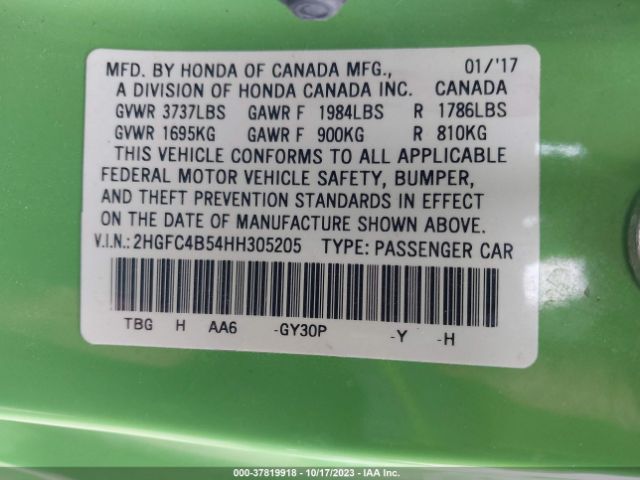 MFD. BY HONDA OF CANADA MFG., 01/'17
A DIVISION OF HONDA CANADA INC. CANADA
GVWR 3737LBS GAWR F 1984LBS R 1786LBS
GVWR 1695KG GAWR F 900KG R 810KG
THIS VEHICLE CONFORMS TO ALL APPLICABLE
FEDERAL MOTOR VEHICLE SAFETY, BUMPER,
AND THEFT PREVENTION STANDARDS IN EFFECT
ON THE DATE OF MANUFACTURE SHOWN ABOVE.
V.I.N.: 2HGFC4B54HH305205 TYPE: PASSENGER CAR
TBG H AA6 -GY30P -Y -H
000-37819918 | 10/17/2023 | IAA Inc.